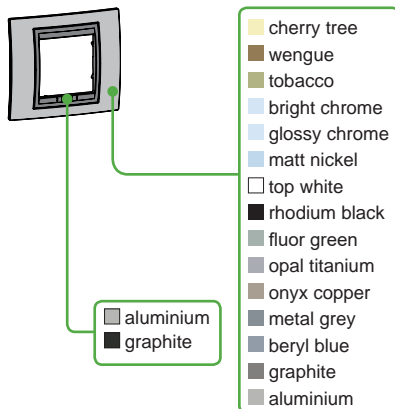 cherry tree
wengue
tobacco
bright chrome
glossy chrome
matt nickel
top white
rhodium black
fluor green
opal titanium
onyx copper
metal grey
beryl blue
graphite
aluminium
aluminium
graphite